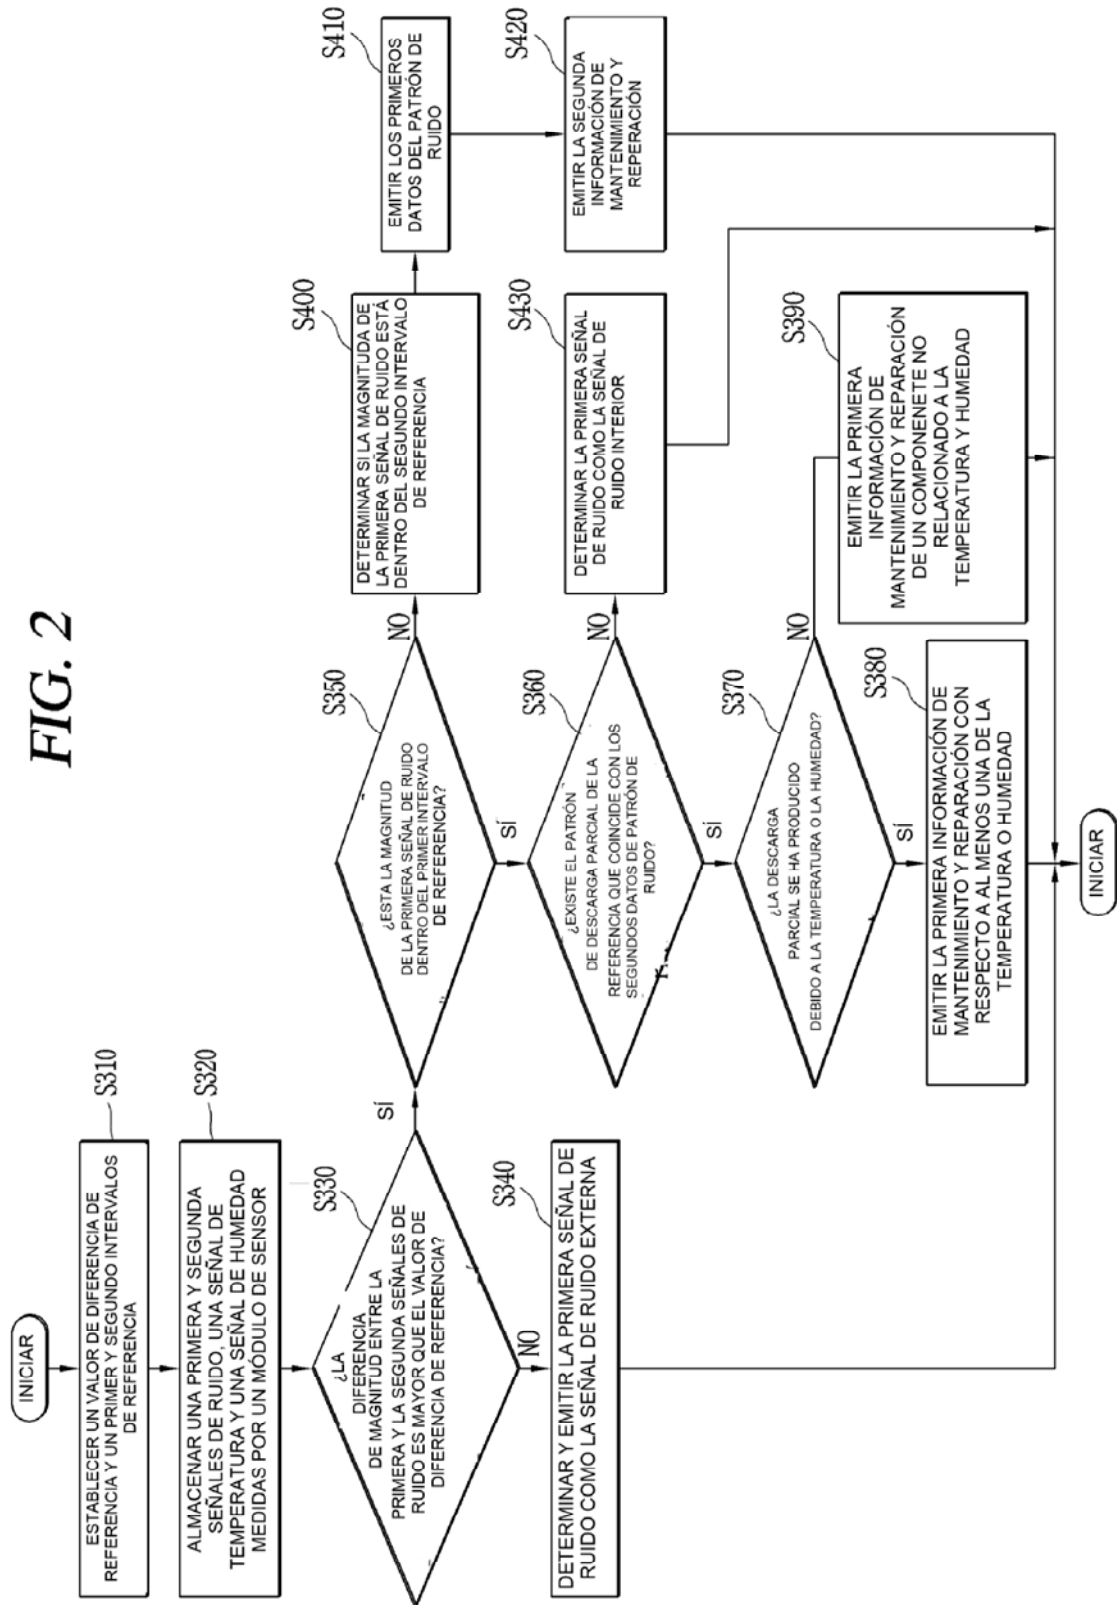 FIG. 2
INICIAR
ESTABLECER UN VALOR DE DIFERENCIA DE
REFERENCIA Y UN PRIMER Y SEGUNDO INTERVALOS
DE REFERENCIA
S310
ALMACENAR UNA PRIMERA Y SEGUNDA
SEÑALES DE RUIDO, UNA SEÑAL DE
TEMPERATURA Y UNA SEÑAL DE HUMEDAD
MEDIDAS POR UN MÓDULO DE SENSOR
S320
¿LA
DIFERENCIA
DE MAGNITUD ENTRE LA
PRIMERA Y LA SEGUNDA SEÑALES DE
RUIDO ES MAYOR QUE EL VALOR DE
DIFERENCIA DE REFERENCIA?
S330
SÍ
NO
DETERMINAR Y EMITIR LA PRIMERA SEÑAL DE
RUIDO COMO LA SEÑAL DE RUIDO EXTERNA
S340
¿ESTA LA MAGNITUD
DE LA PRIMERA SEÑAL DE RUIDO
DENTRO DEL PRIMER INTERVALO
DE REFERENCIA?
S350
NO
SÍ
DETERMINAR SI LA MAGNITUDA DE
LA PRIMERA SEÑAL DE RUIDO ESTÁ
DENTRO DEL SEGUNDO INTERVALO
DE REFERENCIA
S400
EMITIR LOS PRIMEROS
DATOS DEL PATRÓN DE
RUIDO
S410
EMITIR LA SEGUNDA
INFORMACIÓN DE
MANTENIMIENTO Y
REPERACIÓN
S420
¿EXISTE EL PATRÓN
DE DESCARGA PARCIAL DE LA
REFERENCIA QUE COINCIDE CON LOS
SEGUNDOS DATOS DE PATRÓN DE
RUIDO?
S360
NO
SÍ
DETERMINAR LA PRIMERA SEÑAL
DE RUIDO COMO LA SEÑAL DE
RUIDO INTERIOR
S430
¿LA DESCARGA
PARCIAL SE HA PRODUCIDO
DEBIDO A LA TEMPERATURA O LA HUMEDAD?
S370
NO
SÍ
EMITIR LA PRIMERA INFORMACIÓN DE
MANTENIMIENTO Y REPARACIÓN CON
RESPECTO A AL MENOS UNA DE LA
TEMPERATURA O HUMEDAD
S380
EMITIR LA PRIMERA
INFORMACIÓN DE
MANTENIMIENTO Y REPARACIÓN
DE UN COMPONENETE NO
RELACIONADO A LA
TEMPERATURA Y HUMEDAD
S390
INICIAR